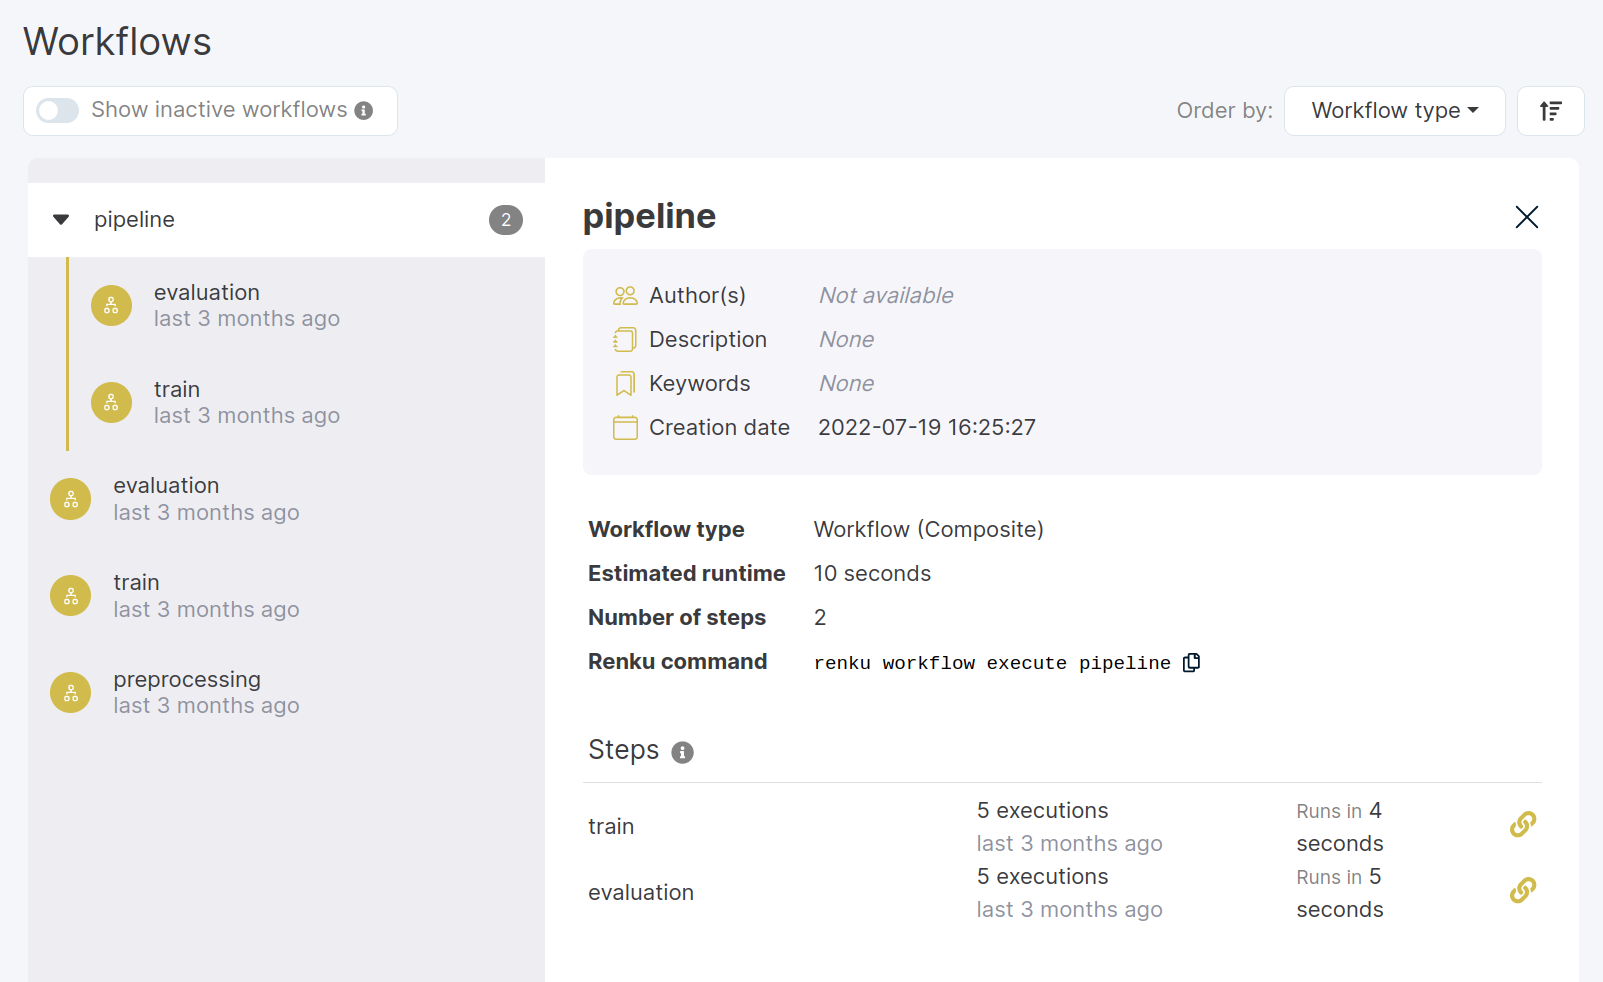 Workflows
Show inactive workflows
Order by: Workflow type
pipeline 2
evaluation
last 3 months ago
train
last 3 months ago
evaluation
last 3 months ago
train
last 3 months ago
preprocessing
last 3 months ago
pipeline
Author(s) Not available
Description None
Keywords None
Creation date 2022-07-19 16:25:27
Workflow type Workflow (Composite)
Estimated runtime 10 seconds
Number of steps 2
Renku command renku workflow execute pipeline
Steps
train
5 executions
last 3 months ago
Runs in 4
seconds
evaluation
5 executions
last 3 months ago
Runs in 5
seconds